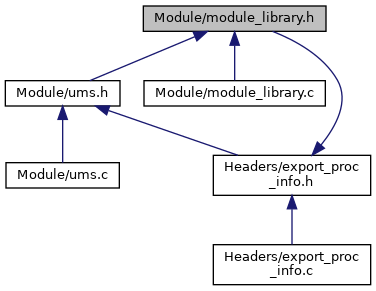 Module/module_library.h
Module/ums.h
Module/module_library.c
Module/ums.c
Headers/export_proc
_info.h
Headers/export_proc
_info.c